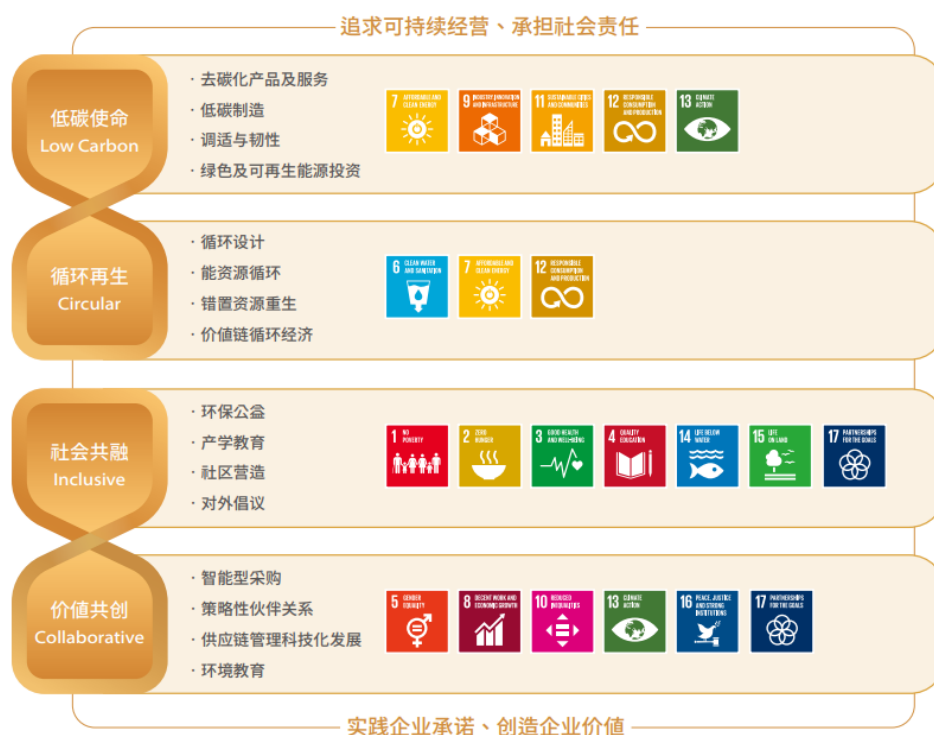 追求可持续经营、承担社会责任
低碳使命
Low Carbon
· 去碳化产品及服务
· 低碳制造
· 调适与韧性
· 绿色及可再生能源投资
7 AFFORDABLE AND
CLEAN ENERGY
9 INDUSTRY, INNOVATION
AND INFRASTRUCTURE
11 SUSTAINABLE CITIES
AND COMMUNITIES
12 RESPONSIBLE
CONSUMPTION
AND PRODUCTION
13 CLIMATE
ACTION
循环再生
Circular
· 循环设计
· 能资源循环
· 错置资源重生
· 价值链循环经济
6 CLEAN WATER
AND SANITATION
7 AFFORDABLE AND
CLEAN ENERGY
12 RESPONSIBLE
CONSUMPTION
AND PRODUCTION
社会共融
Inclusive
· 环保公益
· 产学教育
· 社区营造
· 对外倡议
1 NO
POVERTY
2 ZERO
HUNGER
3 GOOD HEALTH
AND WELL-BEING
4 QUALITY
EDUCATION
14 LIFE BELOW
WATER
15 LIFE
ON LAND
17 PARTNERSHIPS
FOR THE GOALS
价值共创
Collaborative
· 智能型采购
· 策略性伙伴关系
· 供应链管理科技化发展
· 环境教育
5 GENDER
EQUALITY
8 DECENT WORK AND
ECONOMIC GROWTH
10 REDUCED
INEQUALITIES
13 CLIMATE
ACTION
16 PEACE, JUSTICE
AND STRONG
INSTITUTIONS
17 PARTNERSHIPS
FOR THE GOALS
实践企业承诺、创造企业价值